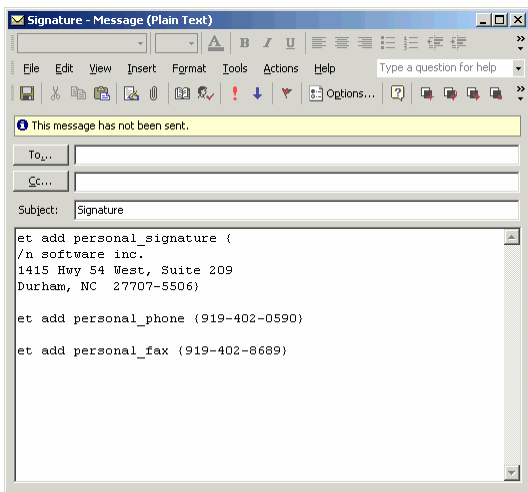 Signature - Message (Plain Text)
A B I U
File Edit View Insert Format Tools Actions Help Type a question for help
Options...
This message has not been sent.
To...
Cc...
Subject: Signature
et add personal_signature {
/n software inc.
1415 Hwy 54 West, Suite 209
Durham, NC  27707-5506}
et add personal_phone {919-402-0590}
et add personal_fax {919-402-8689}